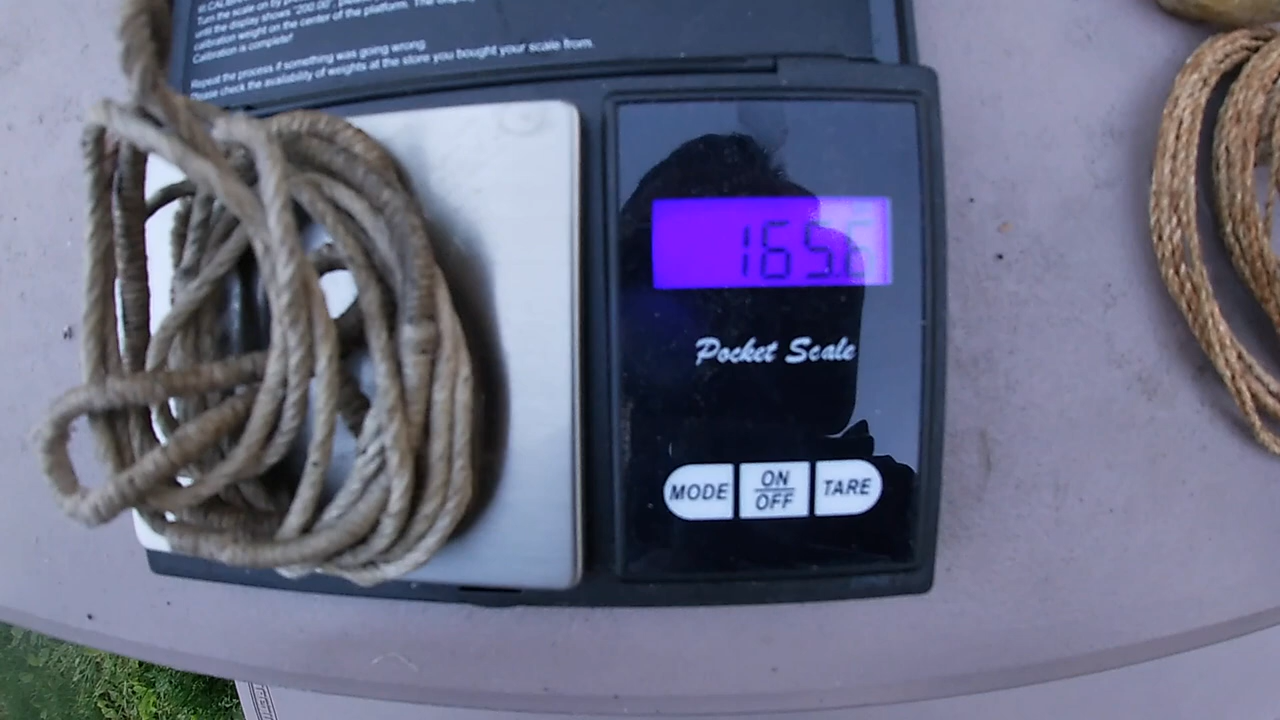 Turn the scale on by
until the display shows "200.00",
calibration weight on the center of the platform. The
Calibration is complete!
Repeat the process if something was going wrong.
Please check the availability of weights at the store you bought your scale from.
165.6
Pocket Scale
MODE
ON
OFF
TARE